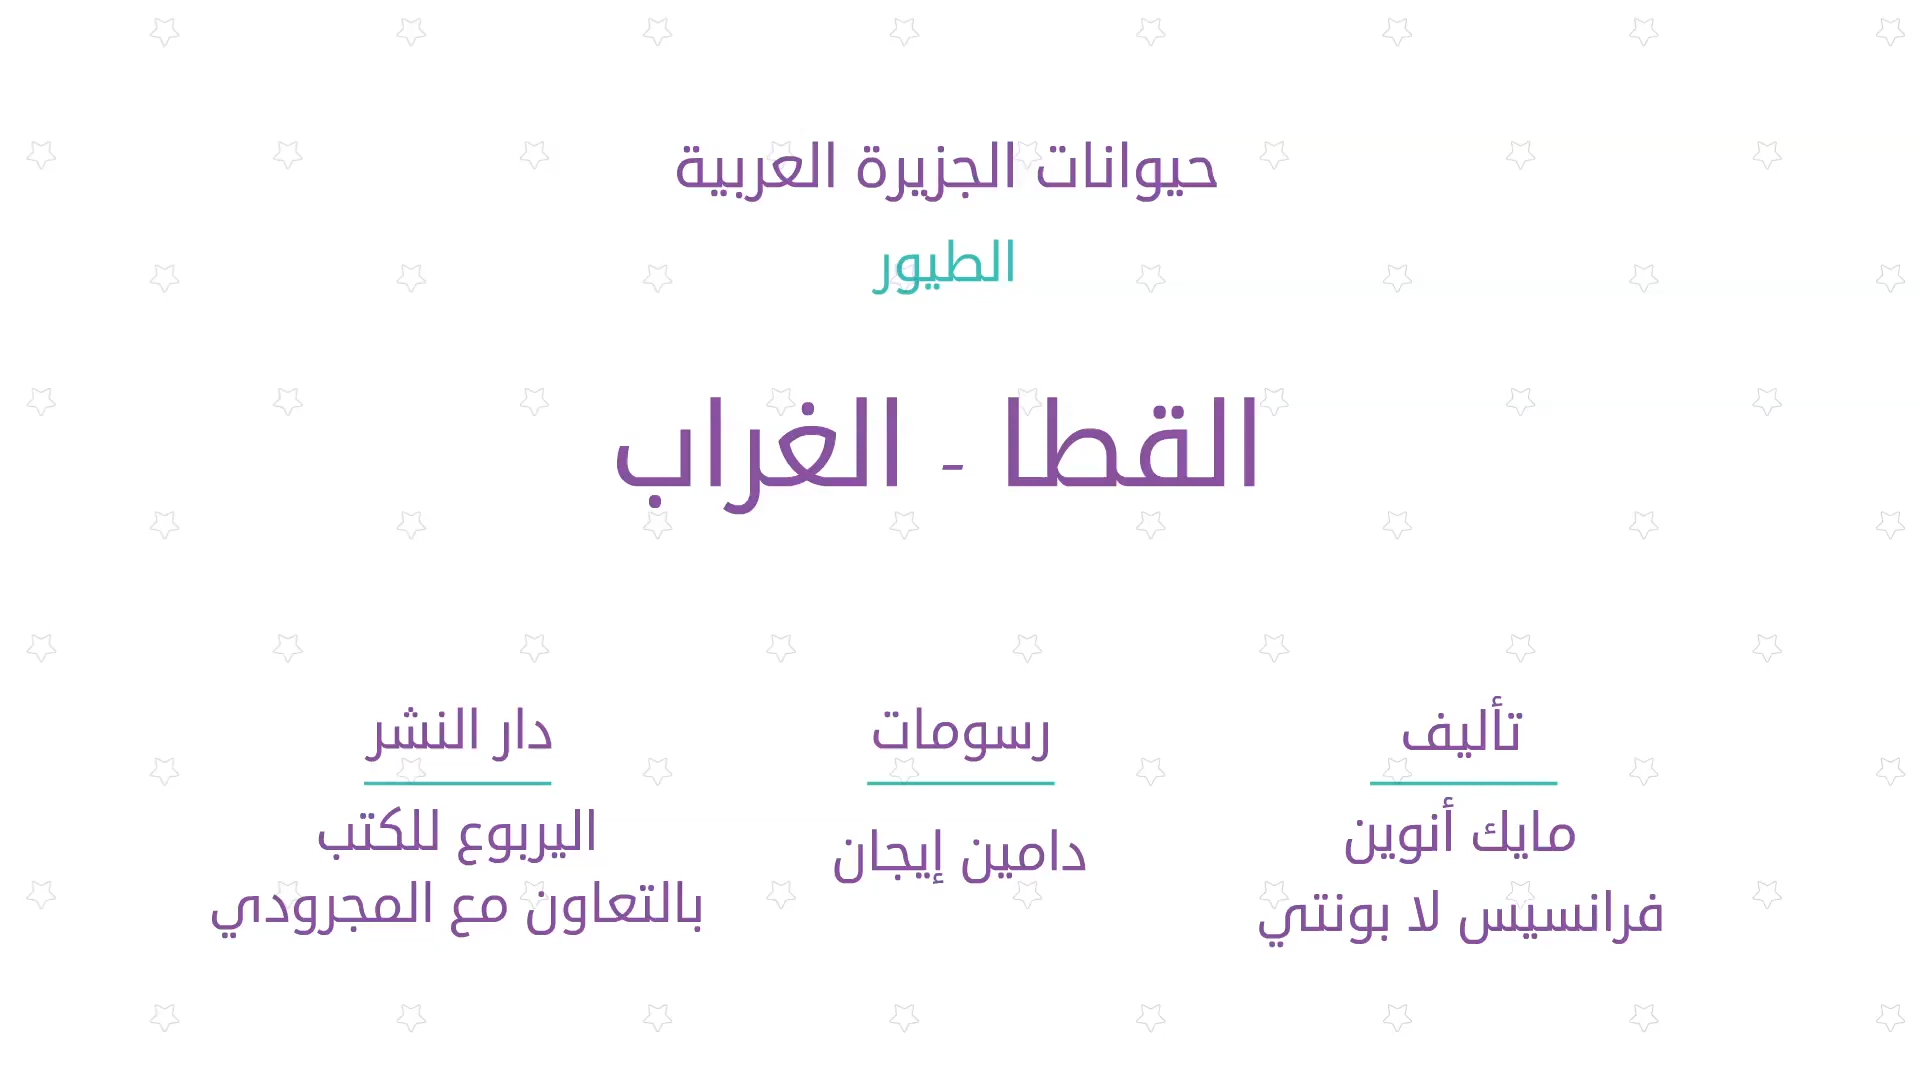 حيوانات الجزيرة العربية
الطيور
القطا - الغراب
تأليف
مايك أنوين
فرانسيس لا بونتي
رسومات
دامين إيجان
دار النشر
اليربوع للكتب
بالتعاون مع المجرودي